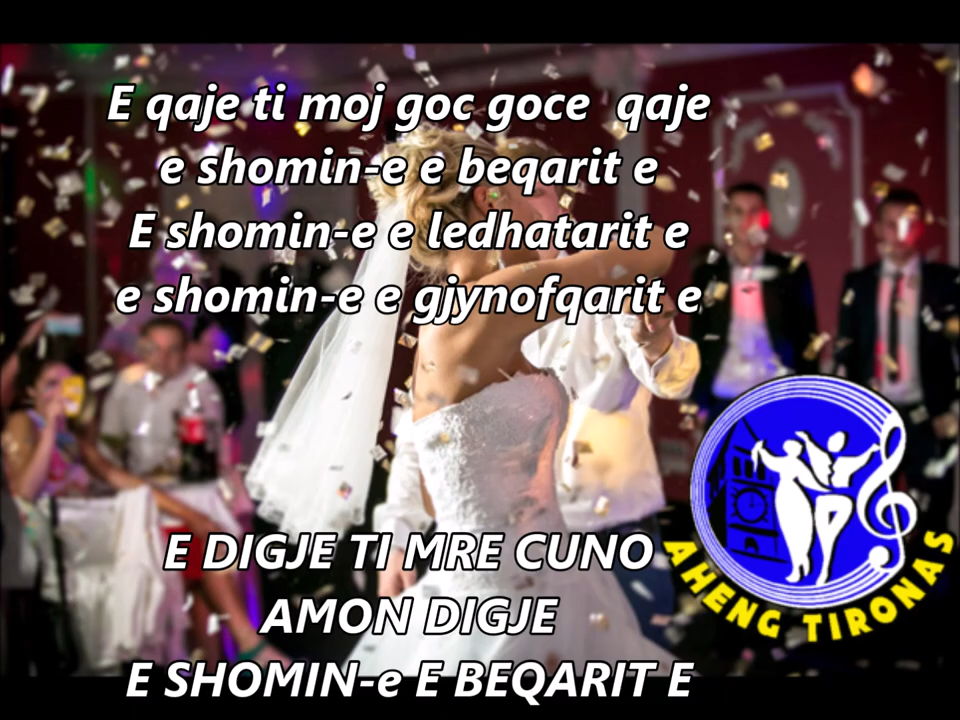 E qaje ti moj goc goce qaje
e shomin-e e beqarit e
E shomin-e e ledhatarit e
e shomin-e e gjynofqarit e
E DIGJE TI MRE CUNO
AMON DIGJE
E SHOMIN-e E BEQARIT E
AHENG TIRONAS